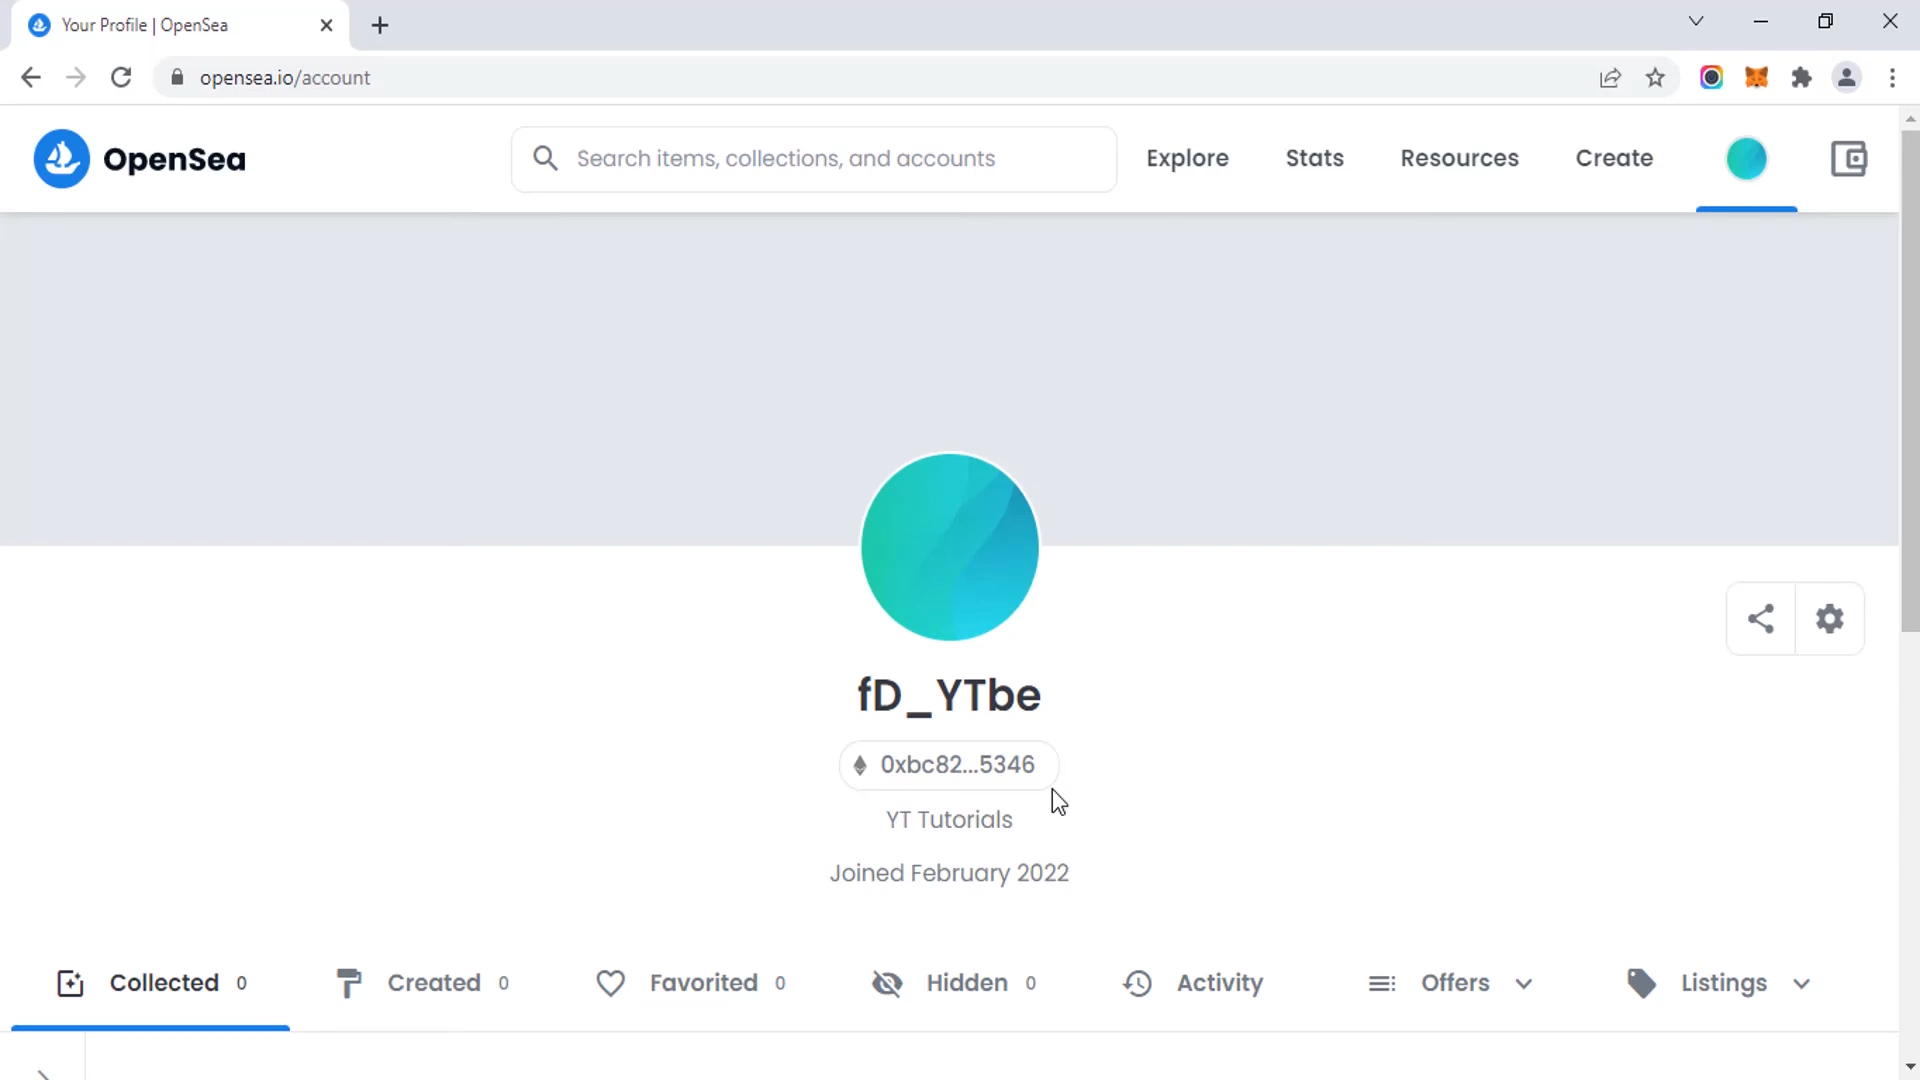 Your Profile | OpenSea
opensea.io/account
OpenSea
Search items, collections, and accounts
Explore
Stats
Resources
Create
fD_YTbe
0xbc82...5346
YT Tutorials
Joined February 2022
Collected 0
Created 0
Favorited 0
Hidden 0
Activity
Offers
Listings